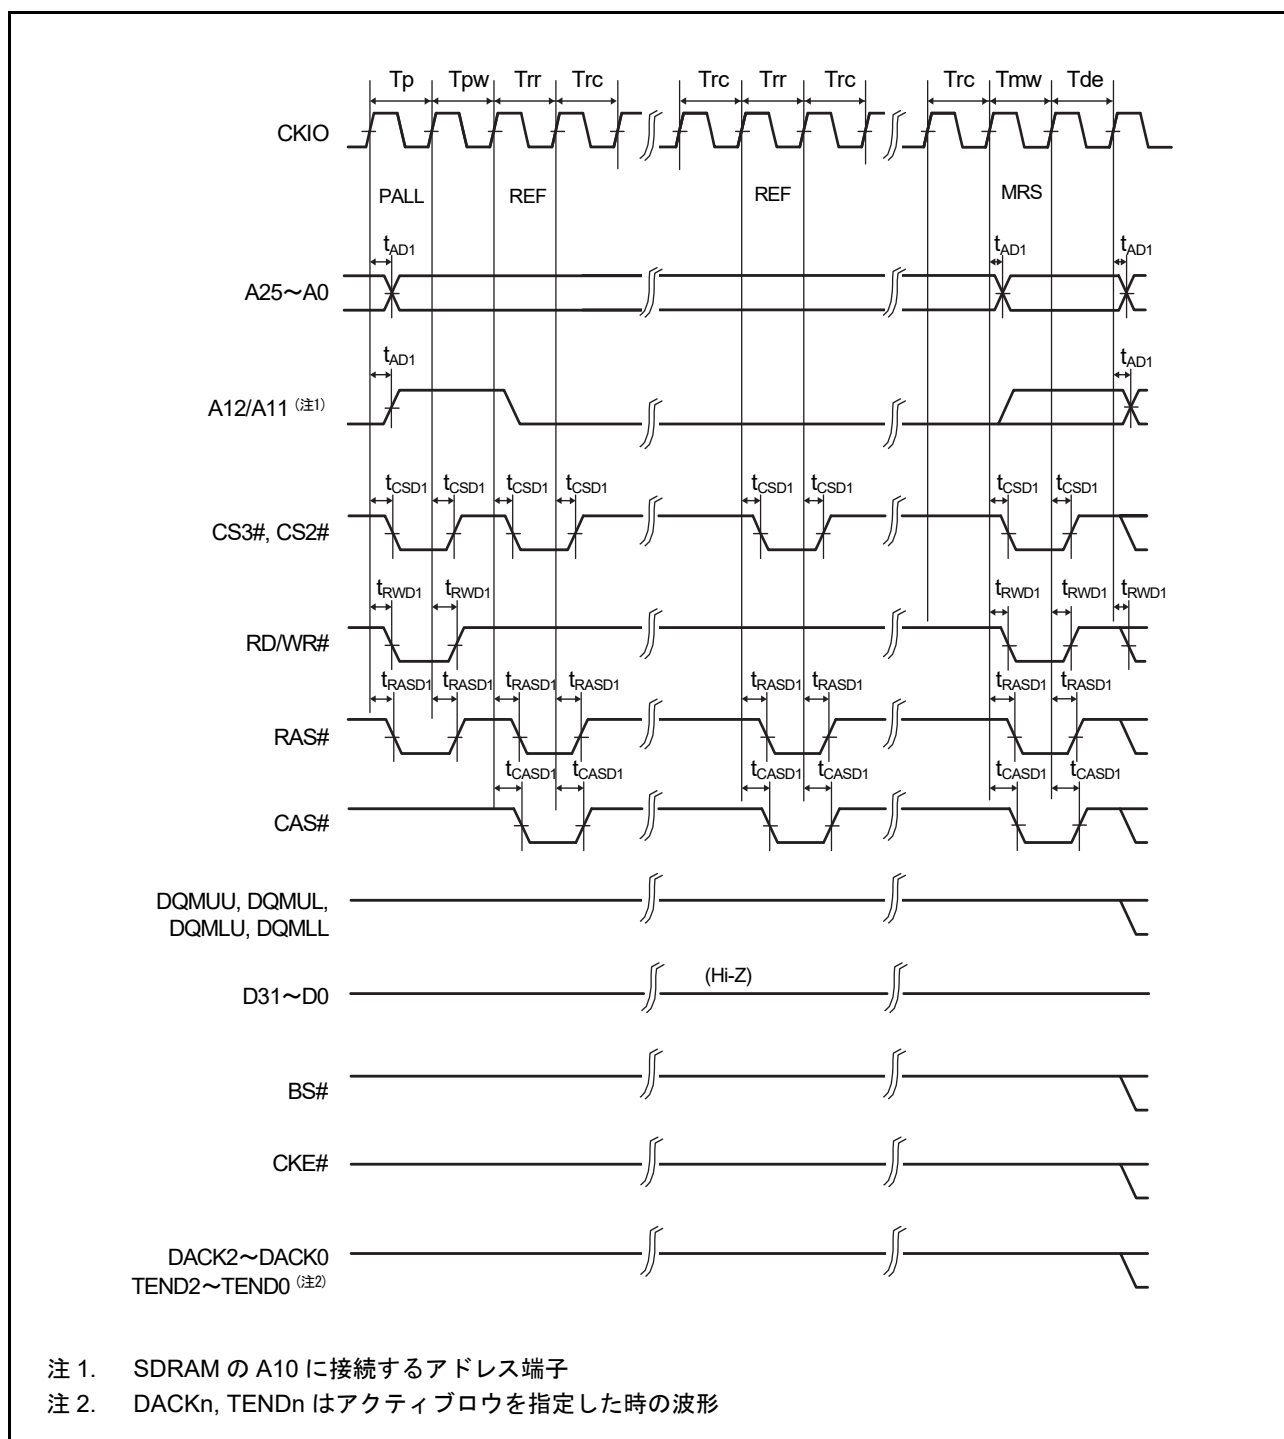 Tp Tpw Trr Trc Trc Trr Trc Trc Tmw Tde
CKIO
PALL REF REF MRS
tAD1 tAD1 tAD1
A25～A0
tAD1 tAD1
A12/A11 (注1)
tCSD1 tCSD1 tCSD1 tCSD1 tCSD1 tCSD1 tCSD1 tCSD1
CS3#, CS2#
tRWD1 tRWD1 tRWD1 tRWD1 tRWD1
RD/WR#
tRASD1 tRASD1 tRASD1 tRASD1 tRASD1 tRASD1 tRASD1 tRASD1
RAS#
tCASD1 tCASD1 tCASD1 tCASD1 tCASD1 tCASD1
CAS#
DQMUU, DQMUL,
DQMLU, DQMLL
(Hi-Z)
D31～D0
BS#
CKE#
DACK2～DACK0
TEND2～TEND0 (注2)
注 1. SDRAM の A10 に接続するアドレス端子
注 2. DACKn, TENDn はアクティブロウを指定した時の波形